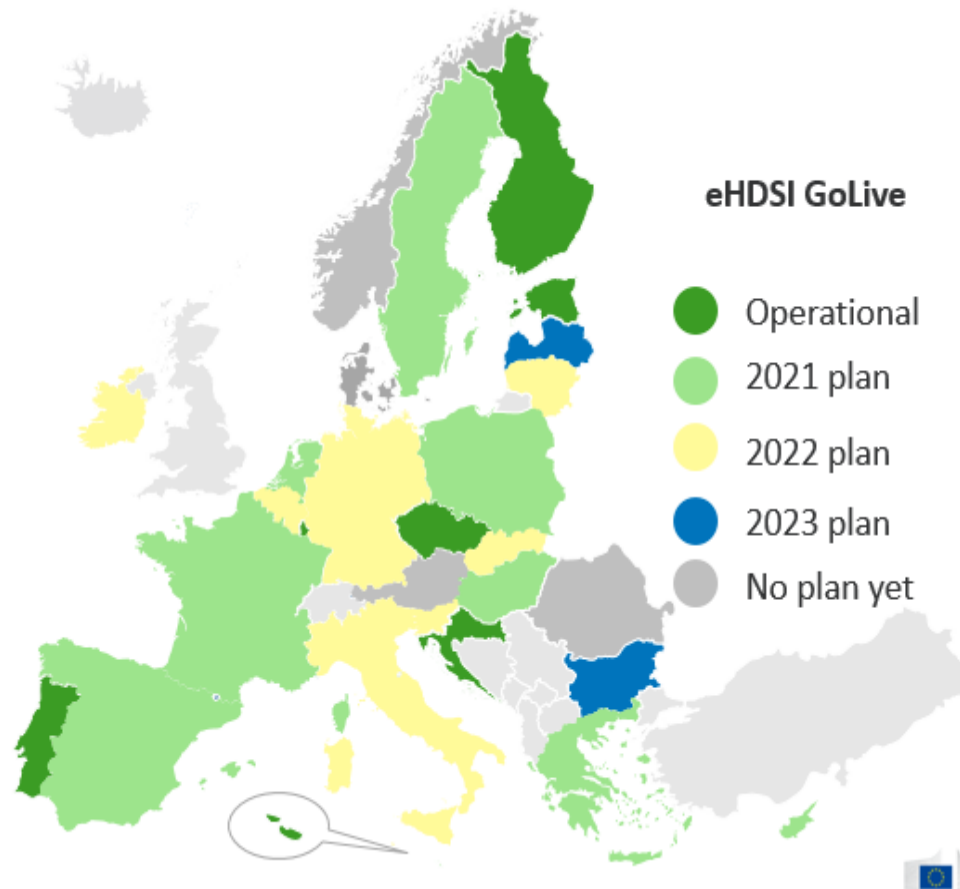 eHDSI GoLive
Operational
2021 plan
2022 plan
2023 plan
No plan yet